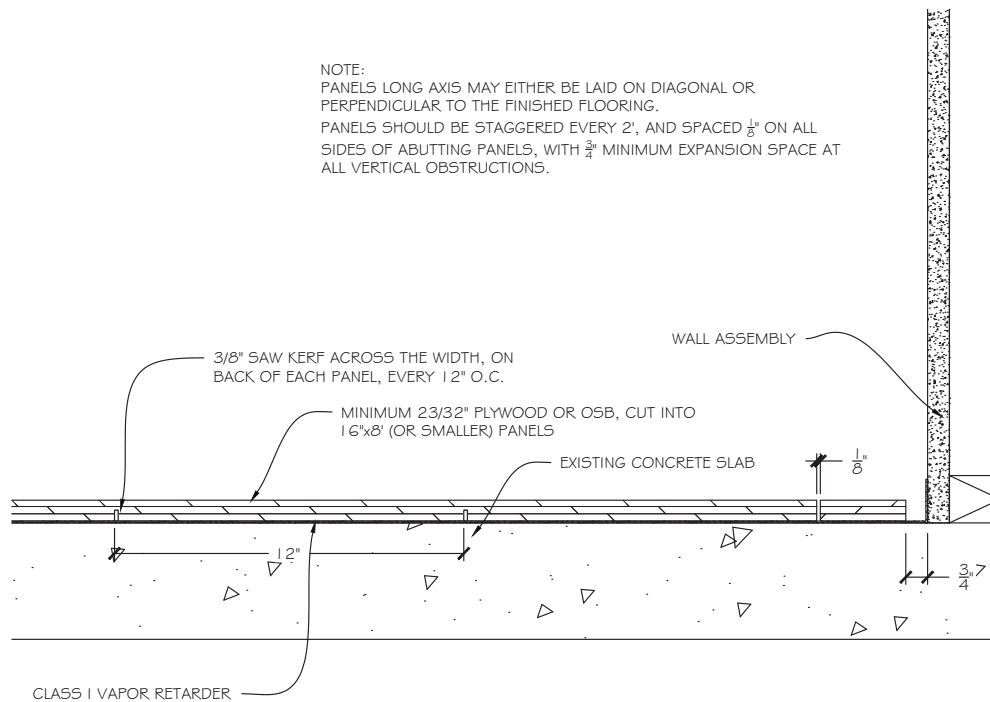 NOTE:
PANELS LONG AXIS MAY EITHER BE LAID ON DIAGONAL OR
PERPENDICULAR TO THE FINISHED FLOORING.
PANELS SHOULD BE STAGGERED EVERY 2', AND SPACED 1/8" ON ALL
SIDES OF ABUTTING PANELS, WITH 3/4" MINIMUM EXPANSION SPACE AT
ALL VERTICAL OBSTRUCTIONS.
WALL ASSEMBLY
3/8" SAW KERF ACROSS THE WIDTH, ON
BACK OF EACH PANEL, EVERY 12" O.C.
MINIMUM 23/32" PLYWOOD OR OSB, CUT INTO
16"x8' (OR SMALLER) PANELS
EXISTING CONCRETE SLAB
1/8"
12"
3/4"
CLASS I VAPOR RETARDER